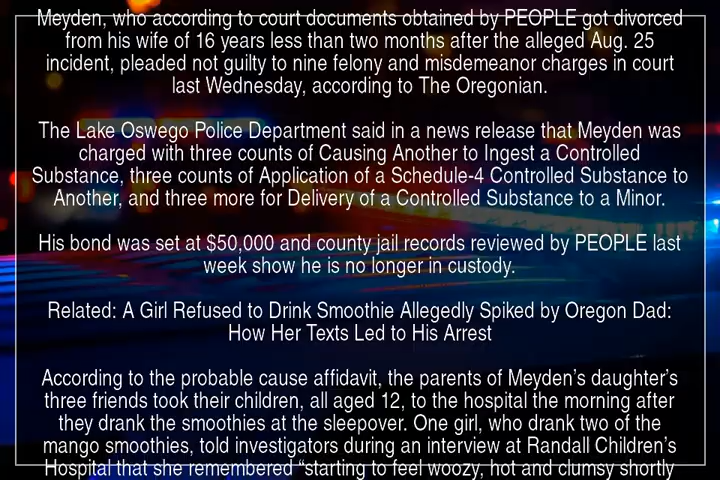 Meyden, who according to court documents obtained by PEOPLE got divorced
from his wife of 16 years less than two months after the alleged Aug. 25
incident, pleaded not guilty to nine felony and misdemeanor charges in court
last Wednesday, according to The Oregonian.
The Lake Oswego Police Department said in a news release that Meyden was
charged with three counts of Causing Another to Ingest a Controlled
Substance, three counts of Application of a Schedule-4 Controlled Substance to
Another, and three more for Delivery of a Controlled Substance to a Minor.
His bond was set at $50,000 and county jail records reviewed by PEOPLE last
week show he is no longer in custody.
Related: A Girl Refused to Drink Smoothie Allegedly Spiked by Oregon Dad:
How Her Texts Led to His Arrest
According to the probable cause affidavit, the parents of Meyden’s daughter’s
three friends took their children, all aged 12, to the hospital the morning after
they drank the smoothies at the sleepover. One girl, who drank two of the
mango smoothies, told investigators during an interview at Randall Children’s
Hospital that she remembered “starting to feel woozy, hot and clumsy shortly